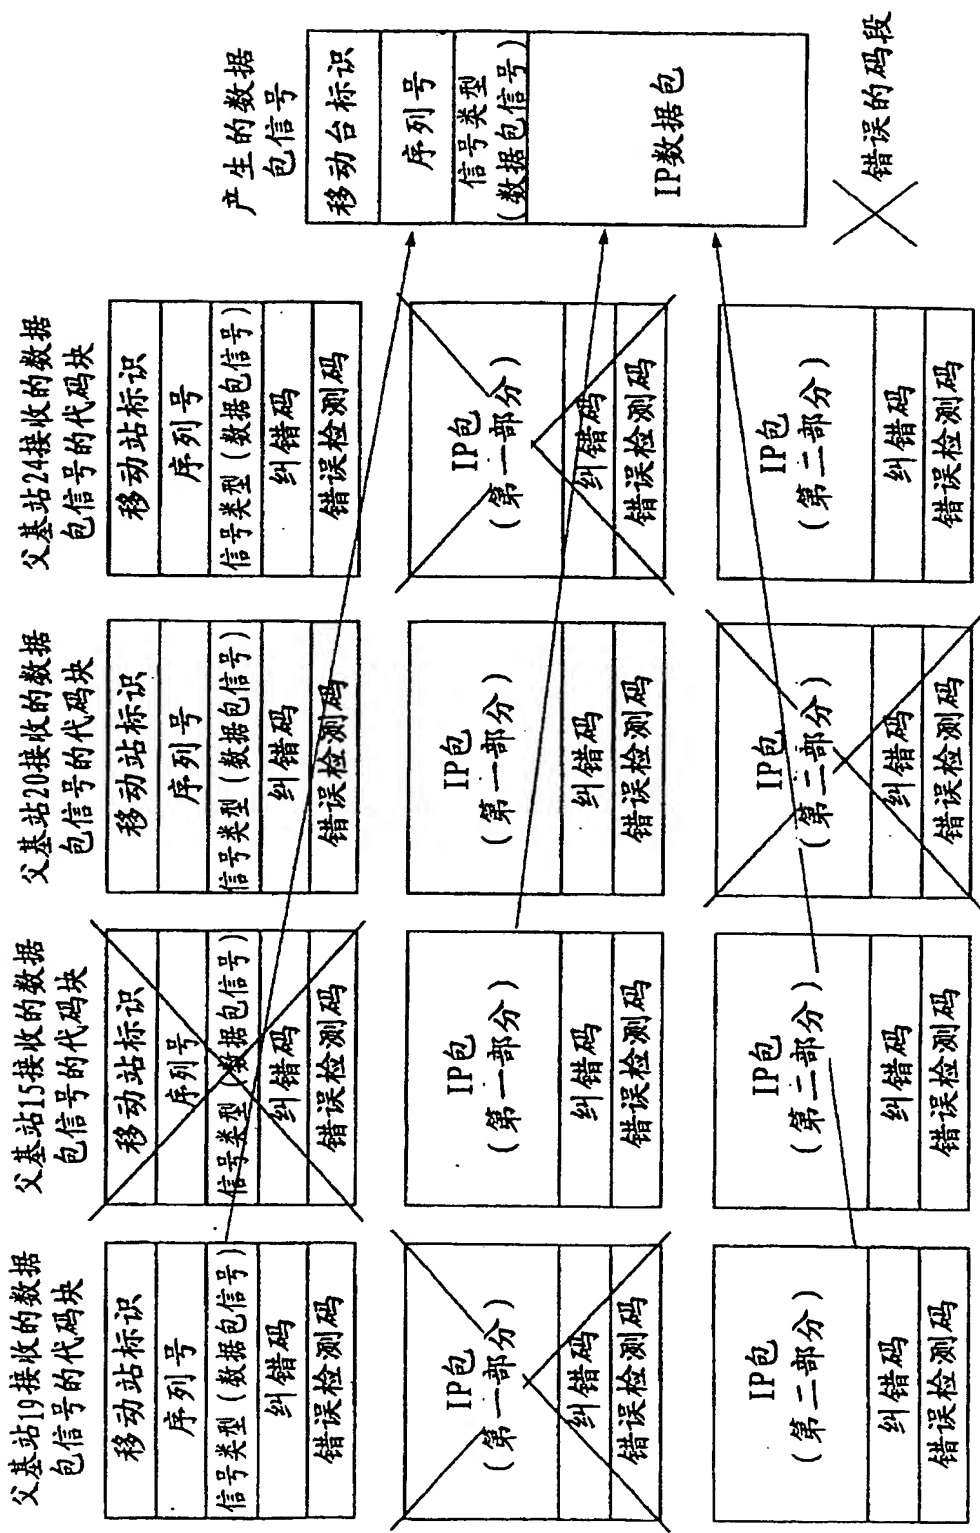 父基站19接收的数据
包信号的代码块
移动站标识
序列号
信号类型(数据包信号)
纠错码
错误检测码
IP包
(第一部分)
纠错码
错误检测码
IP包
(第二部分)
纠错码
错误检测码
父基站15接收的数据
包信号的代码块
移动站标识
序列号
信号类型(数据包信号)
纠错码
错误检测码
IP包
(第一部分)
纠错码
错误检测码
IP包
(第二部分)
纠错码
错误检测码
父基站20接收的数据
包信号的代码块
移动站标识
序列号
信号类型(数据包信号)
纠错码
错误检测码
IP包
(第一部分)
纠错码
错误检测码
IP包
(第二部分)
纠错码
错误检测码
父基站24接收的数据
包信号的代码块
移动站标识
序列号
信号类型(数据包信号)
纠错码
错误检测码
IP包
(第一部分)
纠错码
错误检测码
IP包
(第二部分)
纠错码
错误检测码
产生的数据
包信号
移动台标识
序列号
信号类型
(数据包信号)
IP数据包
错误的码段